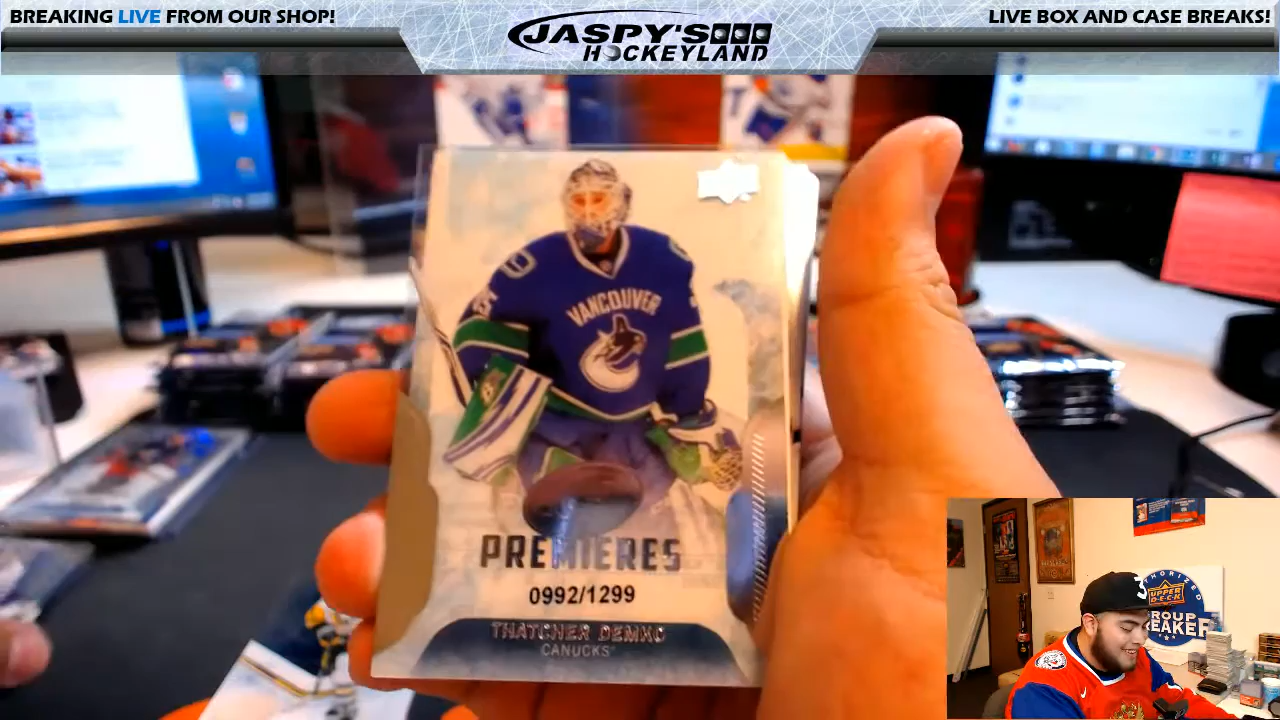 BREAKING LIVE FROM OUR SHOP!
JASPY'S
HOCKEYLAND
LIVE BOX AND CASE BREAKS!
VANCOUVER
PREMIERES
0992/1299
THATCHER DEMKO
CANUCKS
AUTHORIZED
UPPER DECK
GROUP
BREAKER